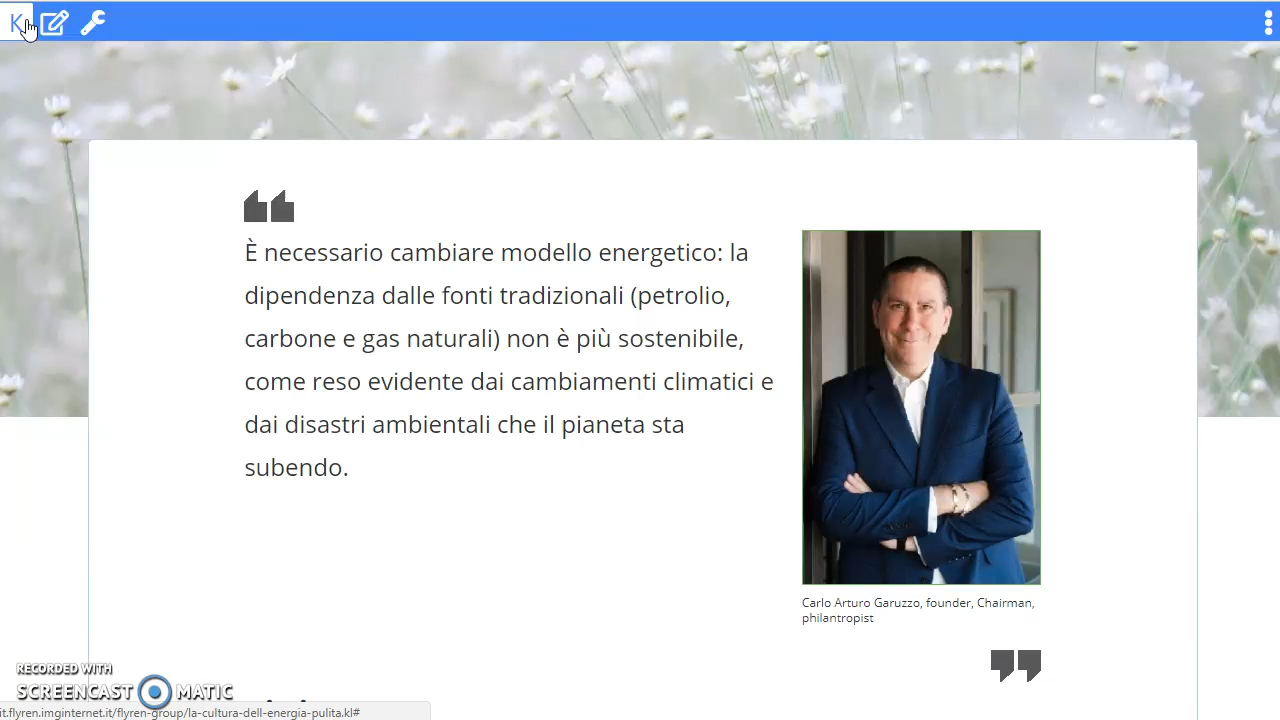 K
È necessario cambiare modello energetico: la
dipendenza dalle fonti tradizionali (petrolio,
carbone e gas naturali) non è più sostenibile,
come reso evidente dai cambiamenti climatici e
dai disastri ambientali che il pianeta sta
subendo.
Carlo Arturo Garuzzo, founder, Chairman,
philantropist
RECORDED WITH
SCREENCAST MATIC
it.flyren.imginternet.it/flyren-group/la-cultura-dell-energia-pulita.kl#